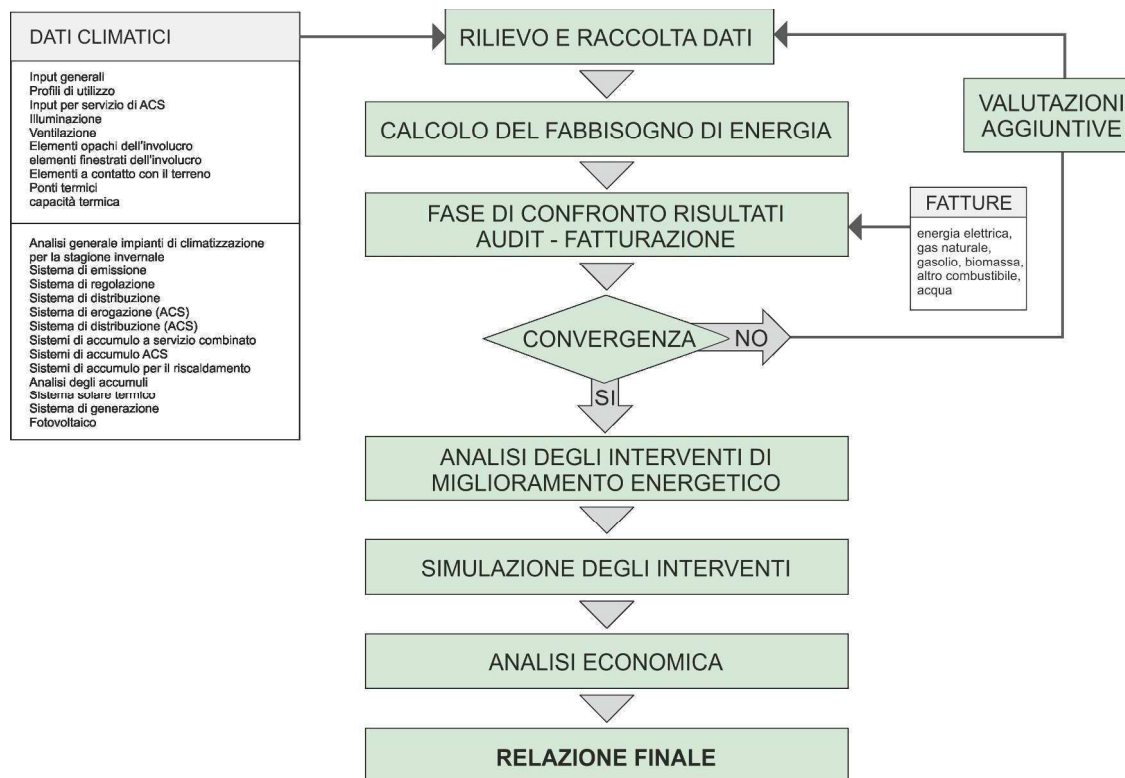 DATI CLIMATICI
Input generali
Profili di utilizzo
Input per servizio di ACS
Illuminazione
Ventilazione
Elementi opachi dell'involucro
elementi finestrati dell'involucro
Elementi a contatto con il terreno
Ponti termici
capacità termica
Analisi generale impianti di climatizzazione
per la stagione invernale
Sistema di emissione
Sistema di regolazione
Sistema di distribuzione
Sistema di erogazione (ACS)
Sistema di distribuzione (ACS)
Sistemi di accumulo a servizio combinato
Sistemi di accumulo ACS
Sistemi di accumulo per il riscaldamento
Analisi degli accumuli
Sistema solare termico
Sistema di generazione
Fotovoltaico
RILIEVO E RACCOLTA DATI
CALCOLO DEL FABBISOGNO DI ENERGIA
FASE DI CONFRONTO RISULTATI
AUDIT - FATTURAZIONE
VALUTAZIONI
AGGIUNTIVE
FATTURE
energia elettrica,
gas naturale,
gasolio, biomassa,
altro combustibile,
acqua
CONVERGENZA
NO
SI
ANALISI DEGLI INTERVENTI DI
MIGLIORAMENTO ENERGETICO
SIMULAZIONE DEGLI INTERVENTI
ANALISI ECONOMICA
RELAZIONE FINALE